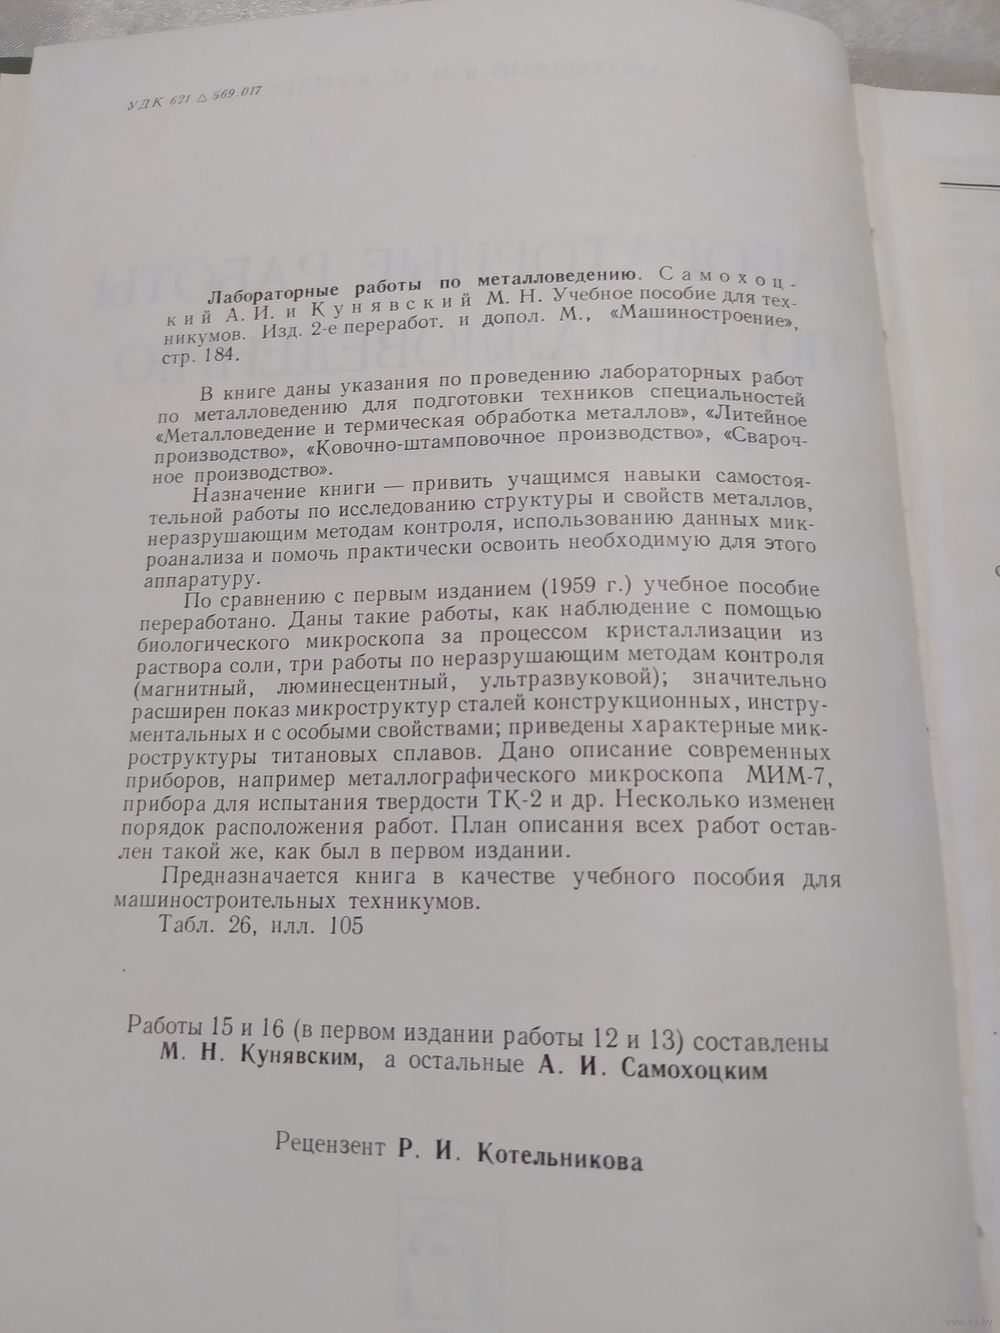 УДК 621 △ 669.017
Лабораторные работы по металловедению. Самохоц-
кий А. И. и Кунявский М. Н. Учебное пособие для тех-
никумов. Изд. 2-е переработ. и допол. М., «Машиностроение»,
стр. 184.
В книге даны указания по проведению лабораторных работ
по металловедению для подготовки техников специальностей
«Металловедение и термическая обработка металлов», «Литейное
производство», «Ковочно-штамповочное производство», «Свароч-
ное производство».
Назначение книги — привить учащимся навыки самостоя-
тельной работы по исследованию структуры и свойств металлов,
неразрушающим методам контроля, использованию данных мик-
роанализа и помочь практически освоить необходимую для этого
аппаратуру.
По сравнению с первым изданием (1959 г.) учебное пособие
переработано. Даны такие работы, как наблюдение с помощью
биологического микроскопа за процессом кристаллизации из
раствора соли, три работы по неразрушающим методам контроля
(магнитный, люминесцентный, ультразвуковой); значительно
расширен показ микроструктур сталей конструкционных, инстру-
ментальных и с особыми свойствами; приведены характерные мик-
роструктуры титановых сплавов. Дано описание современных
приборов, например металлографического микроскопа МИМ-7,
прибора для испытания твердости ТК-2 и др. Несколько изменен
порядок расположения работ. План описания всех работ остав-
лен такой же, как был в первом издании.
Предназначается книга в качестве учебного пособия для
машиностроительных техникумов.
Табл. 26, илл. 105
Работы 15 и 16 (в первом издании работы 12 и 13) составлены
М. Н. Кунявским, а остальные А. И. Самохоцким
Рецензент Р. И. Котельникова
www.ay.by